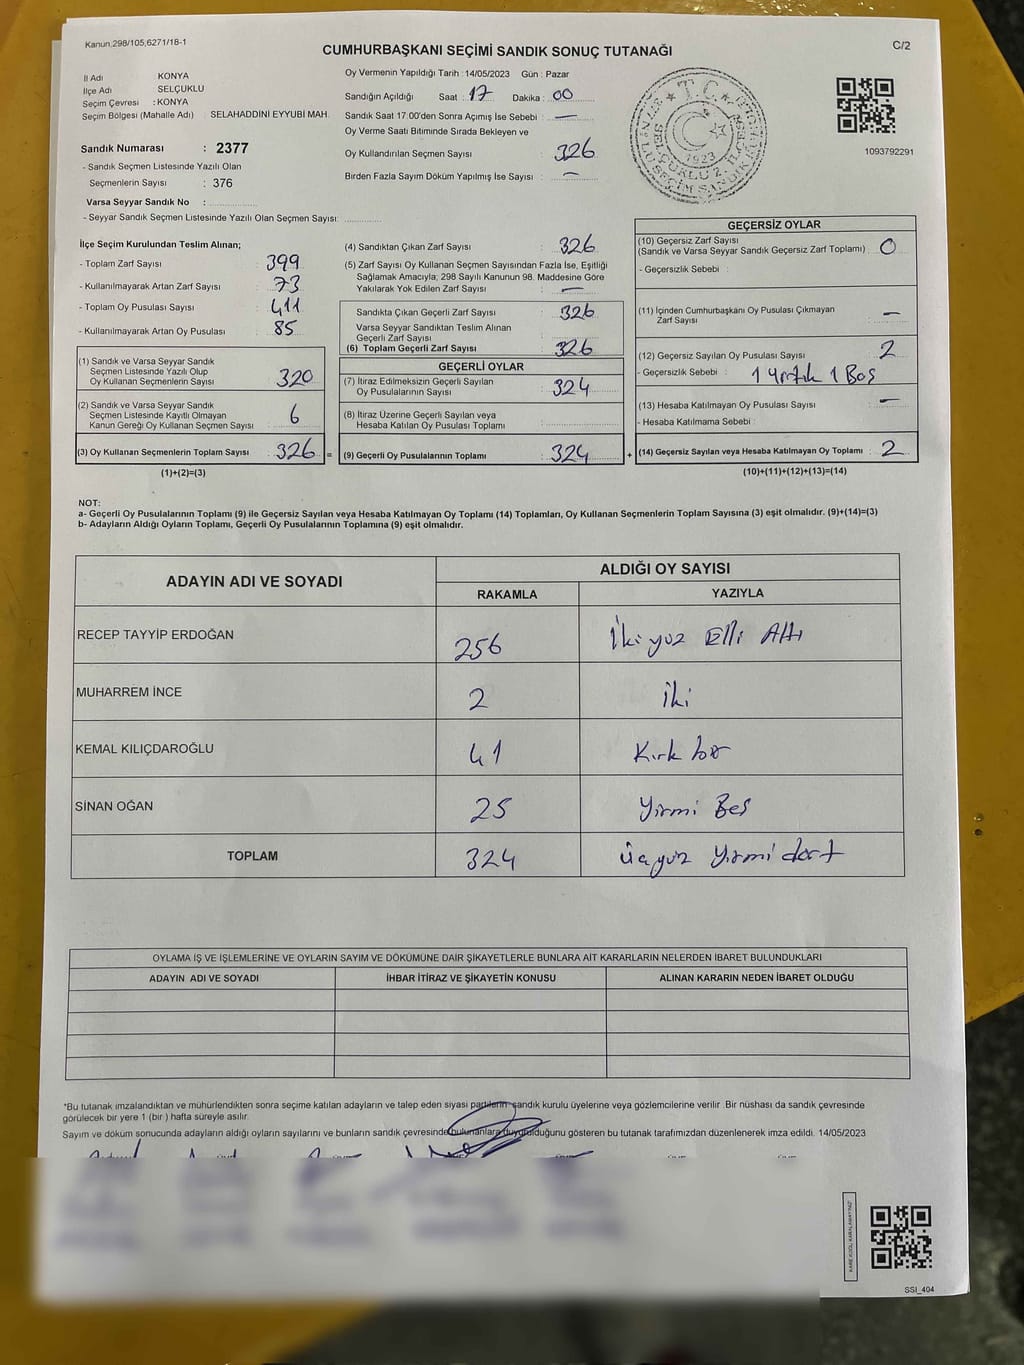 Kanun,298/105,6271/18-1
C/2
CUMHURBAŞKANI SEÇİMİ SANDIK SONUÇ TUTANAĞI
İl Adı KONYA
İlçe Adı SELÇUKLU
Seçim Çevresi : KONYA
Seçim Bölgesi (Mahalle Adı) : SELAHADDİNİ EYYUBİ MAH.
Sandık Numarası : 2377
- Sandık Seçmen Listesinde Yazılı Olan
Seçmenlerin Sayısı : 376
Varsa Seyyar Sandık No :
- Seyyar Sandık Seçmen Listesinde Yazılı Olan Seçmen Sayısı:
Oy Vermenin Yapıldığı Tarih : 14/05/2023 Gün : Pazar
Sandığın Açıldığı Saat : 17 Dakika : 00
Sandık Saat 17:00'den Sonra Açılmış İse Sebebi : —
Oy Verme Saati Bitiminde Sırada Bekleyen ve
Oy Kullandırılan Seçmen Sayısı : 326
Birden Fazla Sayım Döküm Yapılmış İse Sayısı : —
T.C.
1923
1093792291
İlçe Seçim Kurulundan Teslim Alınan;
- Toplam Zarf Sayısı : 399
- Kullanılmayarak Artan Zarf Sayısı : 73
- Toplam Oy Pusulası Sayısı : 411
- Kullanılmayarak Artan Oy Pusulası : 85
(1) Sandık ve Varsa Seyyar Sandık
Seçmen Listesinde Yazılı Olup
Oy Kullanan Seçmenlerin Sayısı : 320
(2) Sandık ve Varsa Seyyar Sandık
Seçmen Listesinde Kayıtlı Olmayan
Kanun Gereği Oy Kullanan Seçmen Sayısı : 6
(3) Oy Kullanan Seçmenlerin Toplam Sayısı : 326 =
(1)+(2)=(3)
(4) Sandıktan Çıkan Zarf Sayısı : 326
(5) Zarf Sayısı Oy Kullanan Seçmen Sayısından Fazla İse, Eşitliği
Sağlamak Amacıyla; 298 Sayılı Kanunun 98. Maddesine Göre
Yakılarak Yok Edilen Zarf Sayısı : —
Sandıkta Çıkan Geçerli Zarf Sayısı : 326
Varsa Seyyar Sandıktan Teslim Alınan
Geçerli Zarf Sayısı :
(6) Toplam Geçerli Zarf Sayısı : 326
GEÇERLİ OYLAR
(7) İtiraz Edilmeksizin Geçerli Sayılan
Oy Pusulalarının Sayısı : 324
(8) İtiraz Üzerine Geçerli Sayılan veya
Hesaba Katılan Oy Pusulası Toplamı :
(9) Geçerli Oy Pusulalarının Toplamı : 324 +
GEÇERSİZ OYLAR
(10) Geçersiz Zarf Sayısı
(Sandık ve Varsa Seyyar Sandık Geçersiz Zarf Toplamı) : 0
- Geçersizlik Sebebi :
(11) İçinden Cumhurbaşkanı Oy Pusulası Çıkmayan
Zarf Sayısı : —
(12) Geçersiz Sayılan Oy Pusulası Sayısı : 2
- Geçersizlik Sebebi : 1 Yırtık 1 Boş
(13) Hesaba Katılmayan Oy Pusulası Sayısı : —
- Hesaba Katılmama Sebebi :
(14) Geçersiz Sayılan veya Hesaba Katılmayan Oy Toplamı : 2
(10)+(11)+(12)+(13)=(14)
NOT:
a- Geçerli Oy Pusulalarının Toplamı (9) ile Geçersiz Sayılan veya Hesaba Katılmayan Oy Toplamı (14) Toplamları, Oy Kullanan Seçmenlerin Toplam Sayısına (3) eşit olmalıdır. (9)+(14)=(3)
b- Adayların Aldığı Oyların Toplamı, Geçerli Oy Pusulalarının Toplamına (9) eşit olmalıdır.
ADAYIN ADI VE SOYADI
ALDIĞI OY SAYISI
RAKAMLA YAZIYLA
RECEP TAYYİP ERDOĞAN 256 İki yüz Elli Altı
MUHARREM İNCE 2 İki
KEMAL KILIÇDAROĞLU 41 Kırk bir
SİNAN OĞAN 25 Yirmi Beş
TOPLAM 324 üçyüz Yirmi dört
OYLAMA İŞ VE İŞLEMLERİNE VE OYLARIN SAYIM VE DÖKÜMÜNE DAİR ŞİKAYETLERLE BUNLARA AİT KARARLARIN NELERDEN İBARET BULUNDUKLARI
ADAYIN ADI VE SOYADI İHBAR İTİRAZ VE ŞİKAYETİN KONUSU ALINAN KARARIN NEDEN İBARET OLDUĞU
*Bu tutanak imzalandıktan ve mühürlendikten sonra seçime katılan adayların ve talep eden siyasi partilerin sandık kurulu üyelerine veya gözlemcilerine verilir .Bir nüshası da sandık çevresinde
görülecek bir yere 1 (bir ) hafta süreyle asılır.
Sayım ve döküm sonucunda adayların aldığı oyların sayılarını ve bunların sandık çevresinde bulunanlara duyurulduğunu gösteren bu tutanak tarafımızdan düzenlenerek imza edildi. 14/05/2023
KARE KODU KARALAMAYINIZ!
SSI_404